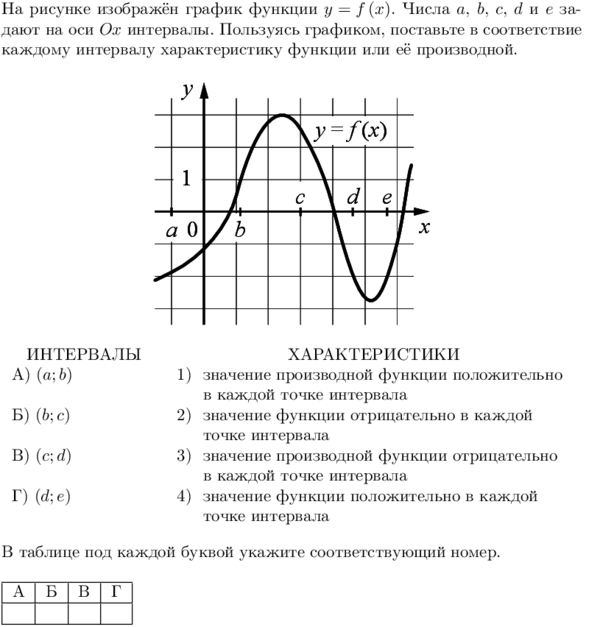 На рисунке изображён график функции y = f (x). Числа a, b, c, d и e за-
дают на оси Ox интервалы. Пользуясь графиком, поставьте в соответствие
каждому интервалу характеристику функции или её производной.
y
y = f(x)
1
c d e
a 0 b x
ИНТЕРВАЛЫ ХАРАКТЕРИСТИКИ
А) (a; b) 1) значение производной функции положительно
в каждой точке интервала
Б) (b; c) 2) значение функции отрицательно в каждой
точке интервала
В) (c; d) 3) значение производной функции отрицательно
в каждой точке интервала
Г) (d; e) 4) значение функции положительно в каждой
точке интервала
В таблице под каждой буквой укажите соответствующий номер.
А Б В Г